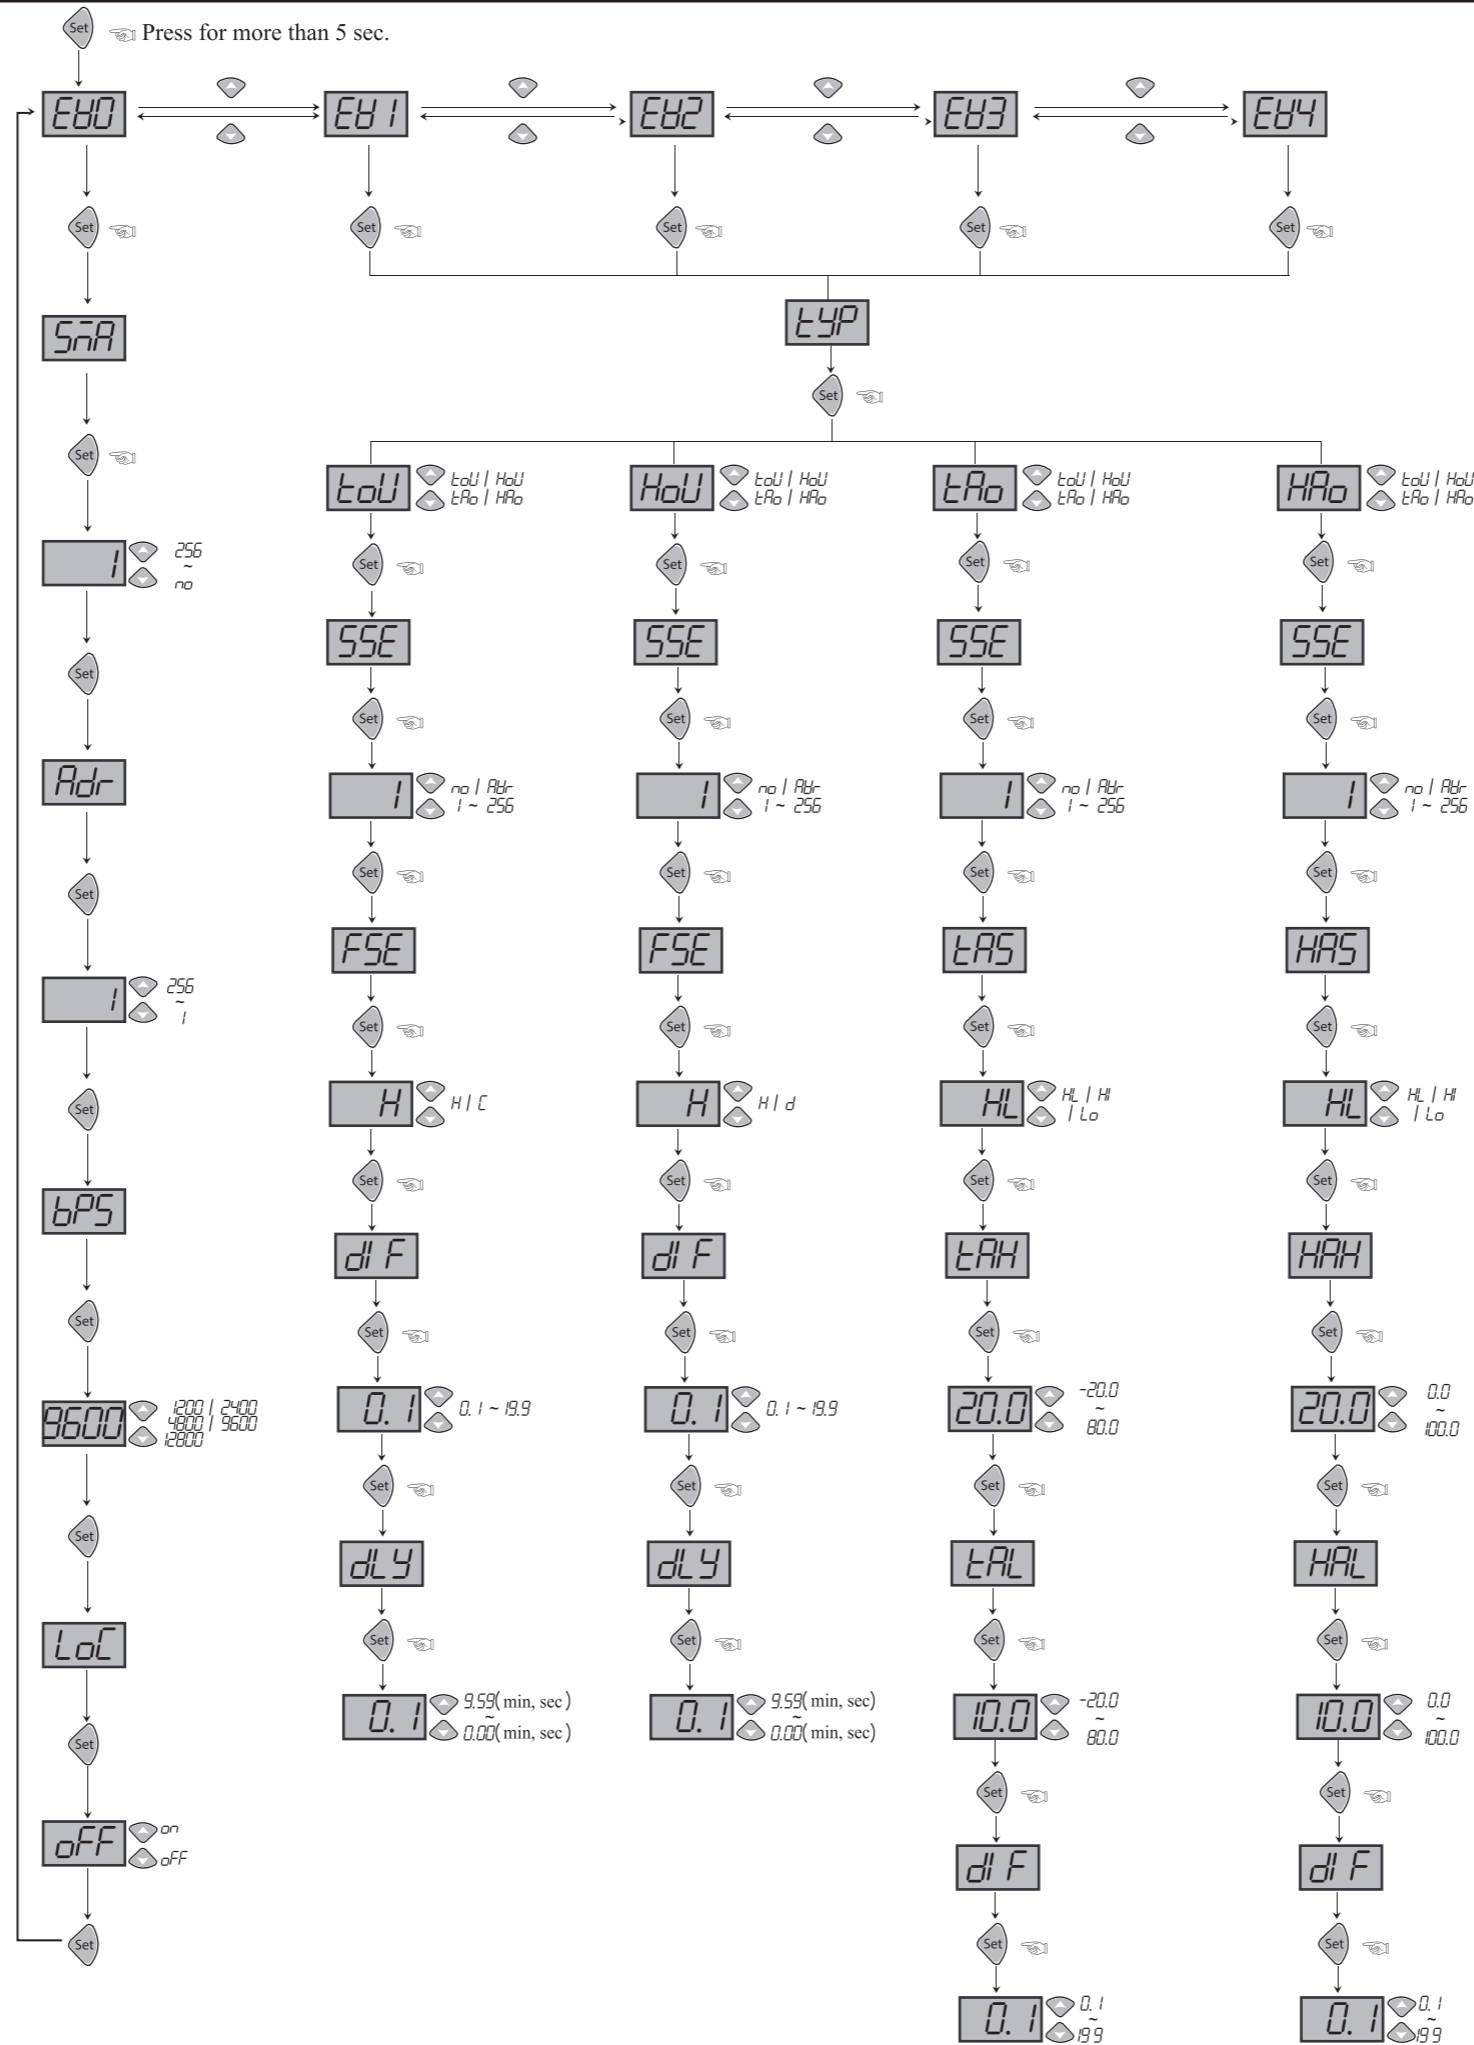 Set
Press for more than 5 sec.
E80 E81 E82 E83 E84
Set Set Set Set Set
SñA
tYP
Set
Set
toU toU | HoU tAo | HAo
HoU toU | HoU tAo | HAo
tAo toU | HoU tAo | HAo
HAo toU | HoU tAo | HAo
1 256 ~ no
Set Set Set Set
SSE SSE SSE SSE
Set
Set Set Set Set
Adr
1 no | A8r 1 ~ 256
1 no | A8r 1 ~ 256
1 no | A8r 1 ~ 256
1 no | A8r 1 ~ 256
Set
Set Set Set Set
FSE FSE tAS HAS
1 256 ~ 1
Set Set Set Set
Set
H H | C
H H | d
HL HL | HI | Lo
HL HL | HI | Lo
Set Set Set Set
bPS
dIF dIF tAH HAH
Set
Set Set Set Set
9600 1200 | 2400
4800 | 9600
12800
0.1 0.1 ~ 19.9
0.1 0.1 ~ 19.9
20.0 -20.0 ~ 80.0
20.0 0.0 ~ 100.0
Set Set Set Set
Set
dLY dLY tAL HAL
LoC
Set Set Set Set
0.1 9.59(min, sec) ~ 0.00(min, sec)
0.1 9.59(min, sec) ~ 0.00(min, sec)
10.0 -20.0 ~ 80.0
10.0 0.0 ~ 100.0
Set
Set Set
oFF on oFF
dIF dIF
Set
Set Set
0.1 0.1 ~ 19.9
0.1 0.1 ~ 19.9